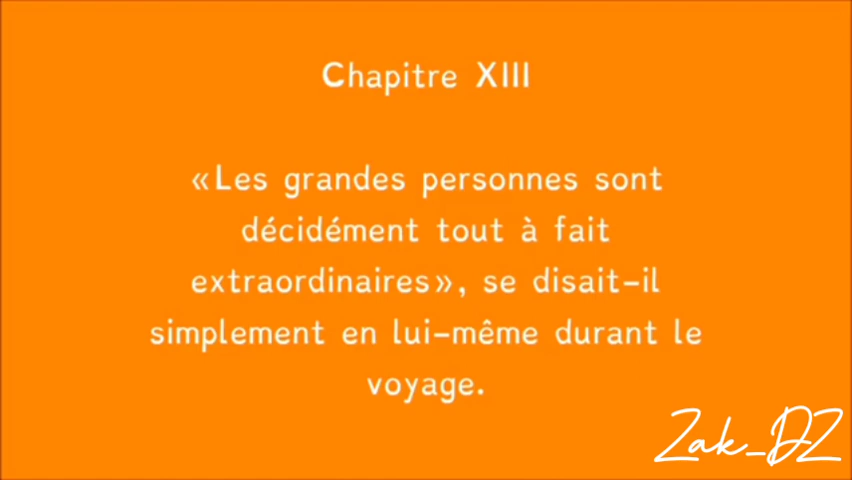 Chapitre XIII
«Les grandes personnes sont
décidément tout à fait
extraordinaires», se disait-il
simplement en lui-même durant le
voyage.
Zak_DZ